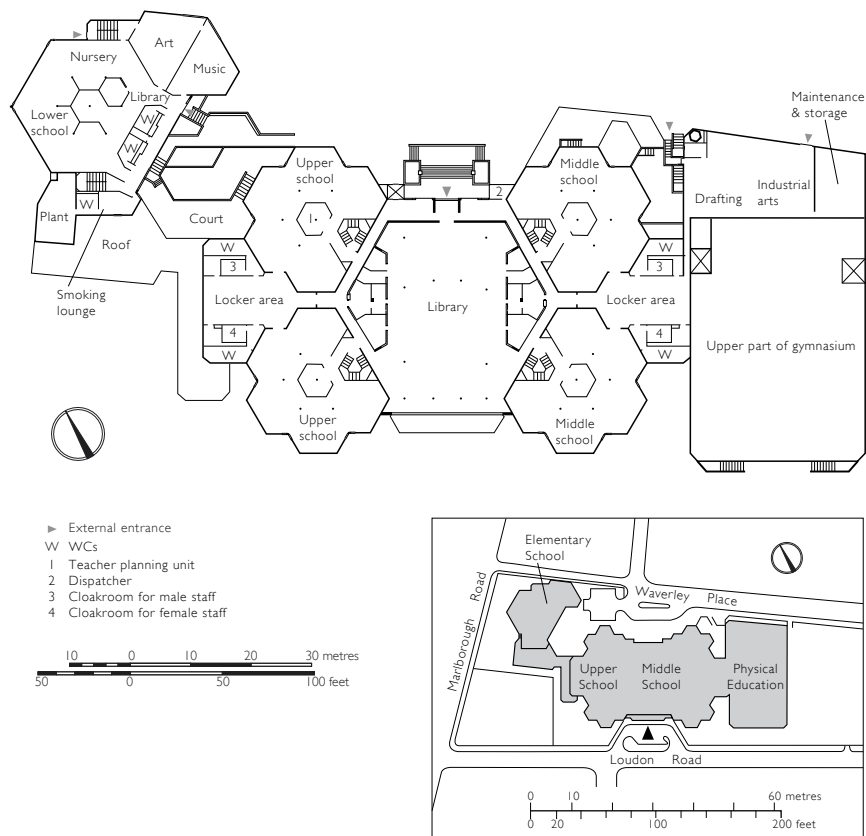 Art
Nursery
Music
Library
Lower
school
W
W
Maintenance
& storage
Upper
school
Middle
school
2
W
Plant
Court
1
Drafting
Industrial
arts
Roof
W
3
W
3
Smoking
lounge
Locker area
Library
Locker area
4
4
Upper part of gymnasium
W
W
Upper
school
Middle
school
External entrance
W WCs
1 Teacher planning unit
2 Dispatcher
3 Cloakroom for male staff
4 Cloakroom for female staff
10 0 10 20 30 metres
50 0 50 100 feet
Elementary
School
Marlborough Road
Waverley Place
Upper
School
Middle
School
Physical
Education
Loudon Road
0 10 60 metres
0 20 100 200 feet